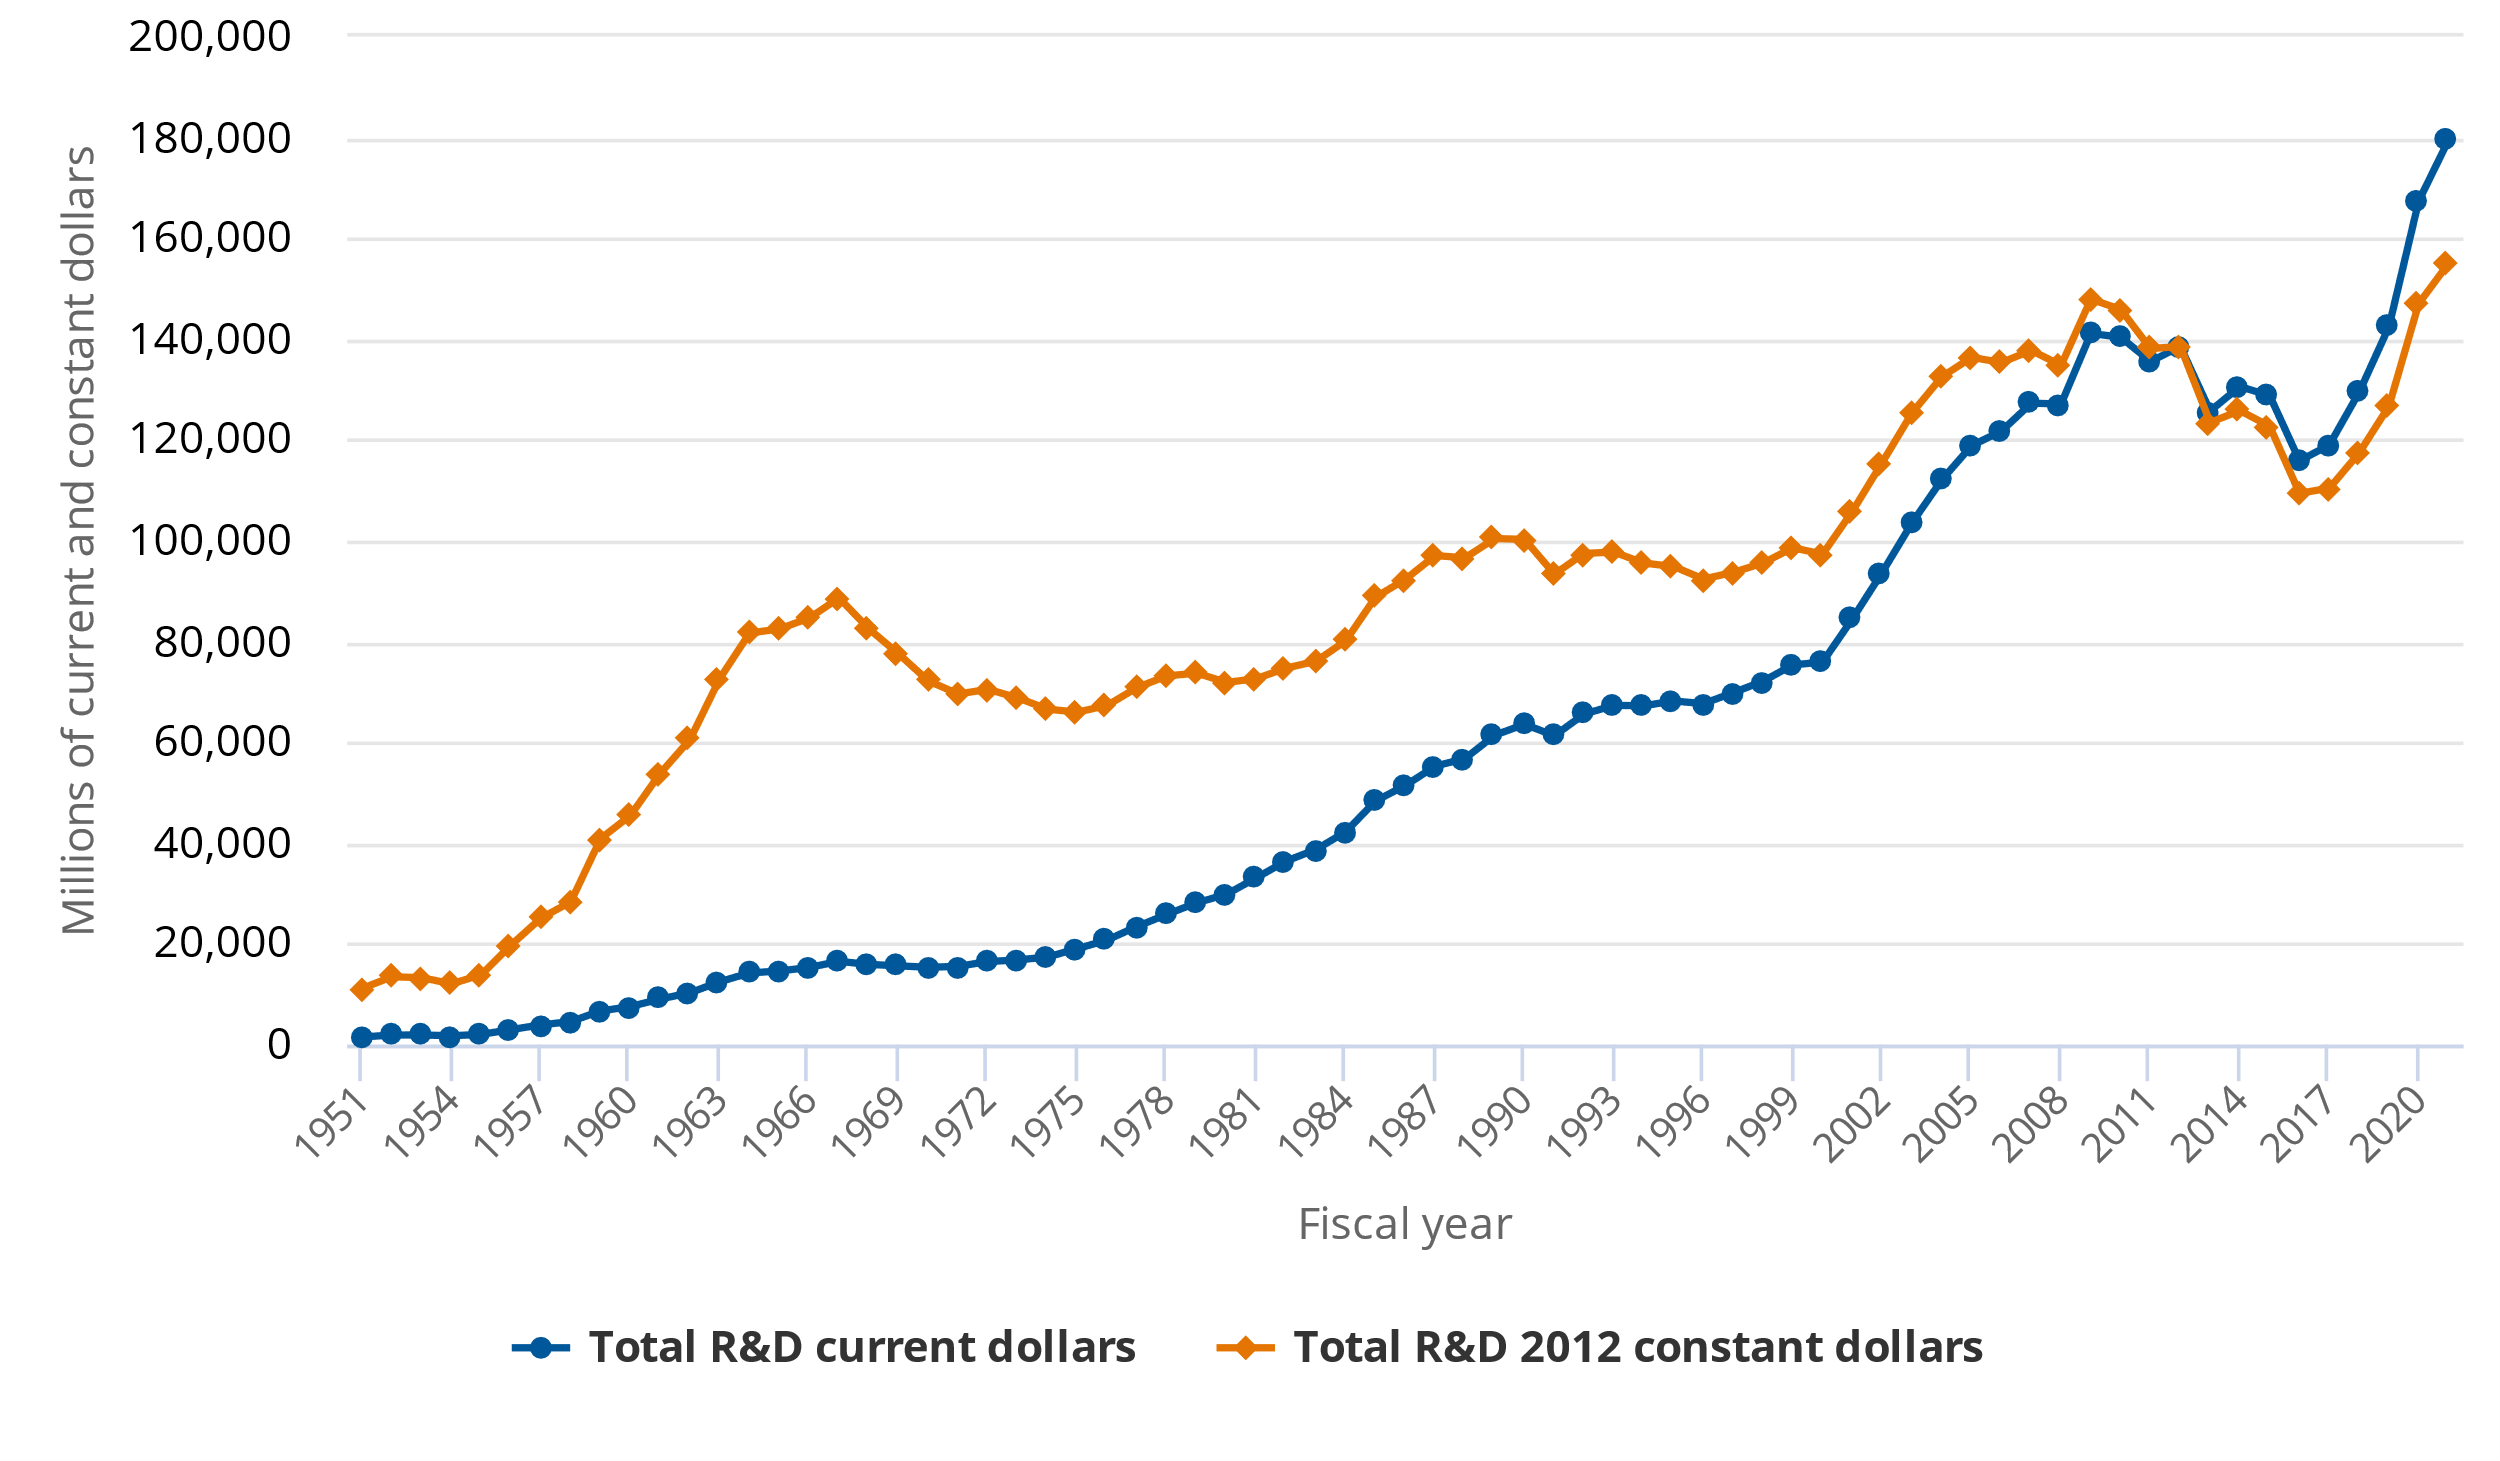 Millions of current and constant dollars
200,000
180,000
160,000
140,000
120,000
100,000
80,000
60,000
40,000
20,000
0
1951 1954 1957 1960 1963 1966 1969 1972 1975 1978 1981 1984 1987 1990 1993 1996 1999 2002 2005 2008 2011 2014 2017 2020
Fiscal year
Total R&D current dollars Total R&D 2012 constant dollars